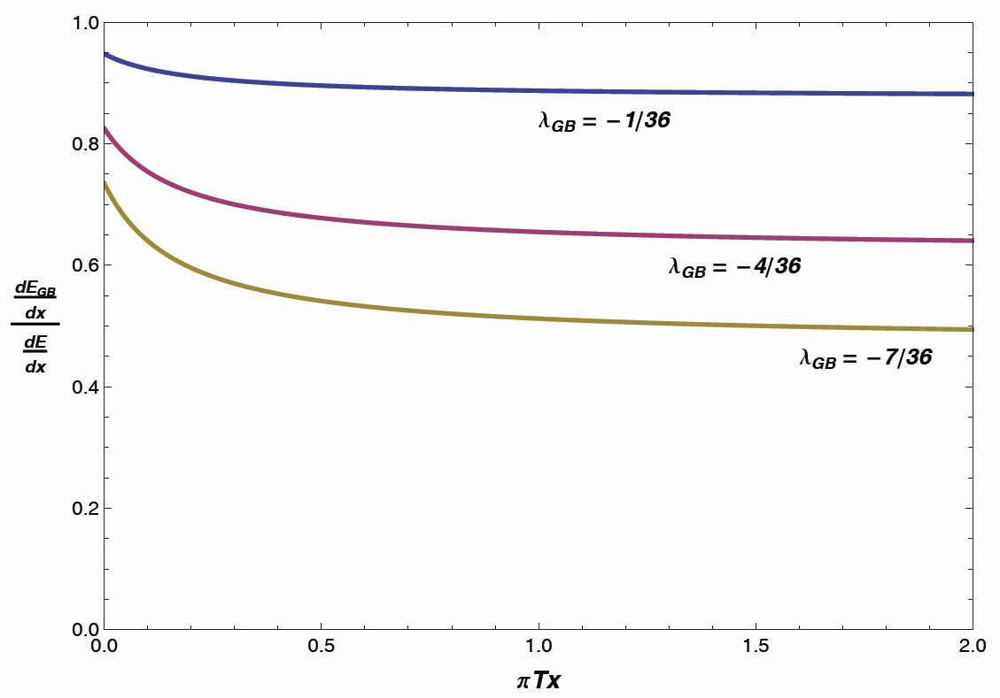 1.0
0.8
λGB = −1/36
0.6
λGB = −4/36
dEGB
dx
dE
dx
λGB = −7/36
0.4
0.2
0.0
0.0 0.5 1.0 1.5 2.0
πTx